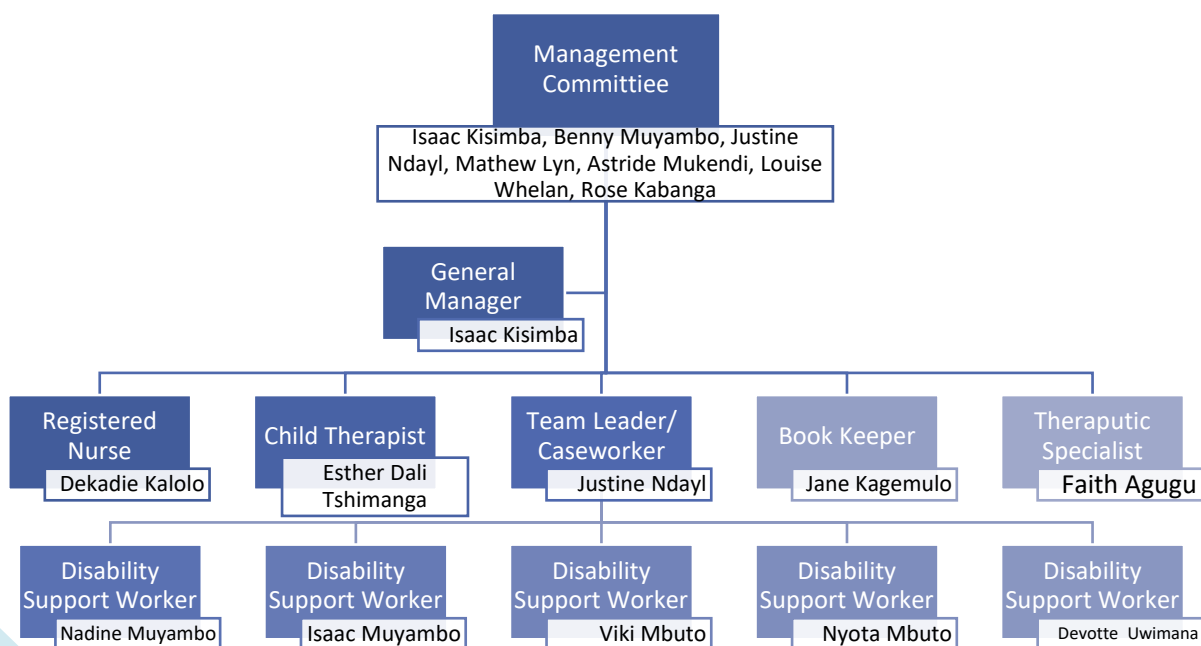 Management
Committiee
Isaac Kisimba, Benny Muyambo, Justine
Ndayl, Mathew Lyn, Astride Mukendi, Louise
Whelan, Rose Kabanga
General
Manager
Isaac Kisimba
Registered
Nurse
Dekadie Kalolo
Child Therapist
Esther Dali
Tshimanga
Team Leader/
Caseworker
Justine Ndayl
Book Keeper
Jane Kagemulo
Theraputic
Specialist
Faith Agugu
Disability
Support Worker
Nadine Muyambo
Disability
Support Worker
Isaac Muyambo
Disability
Support Worker
Viki Mbuto
Disability
Support Worker
Nyota Mbuto
Disability
Support Worker
Devotte Uwimana